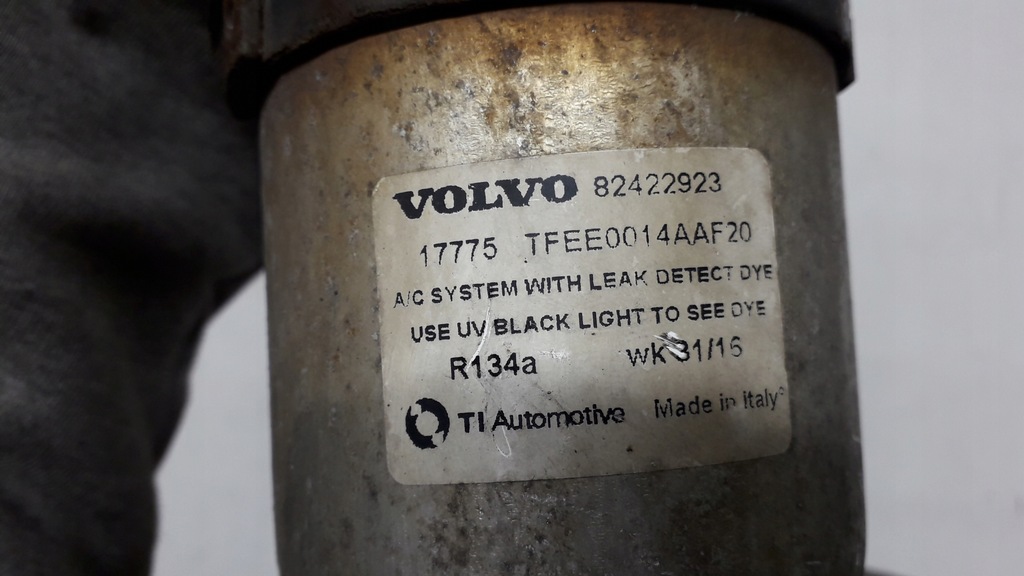 VOLVO 82422923
17775 TFEE0014AAF20
A/C SYSTEM WITH LEAK DETECT DYE
USE UV BLACK LIGHT TO SEE DYE
R134a wk 31/16
TI Automotive Made in Italy